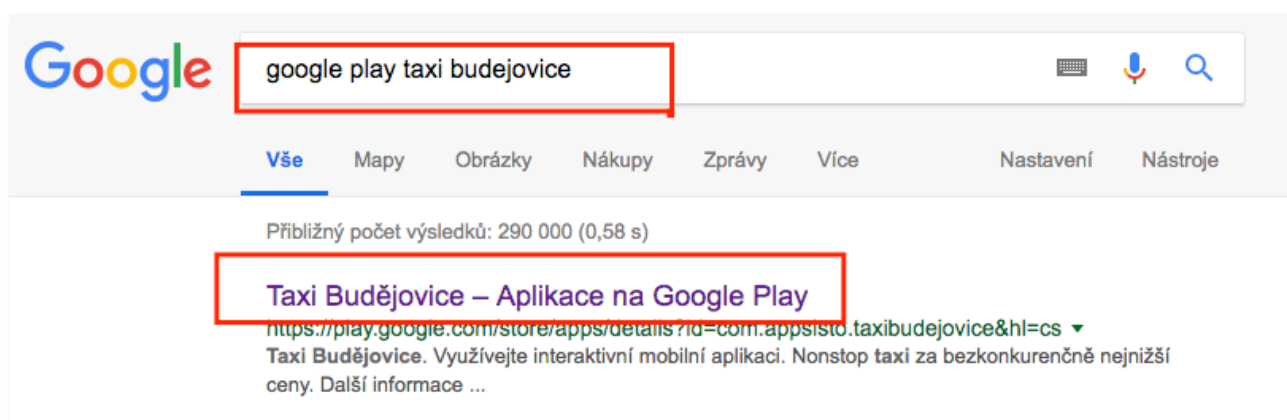 Google
google play taxi budejovice
Vše Mapy Obrázky Nákupy Zprávy Více Nastavení Nástroje
Přibližný počet výsledků: 290 000 (0,58 s)
Taxi Budějovice – Aplikace na Google Play
https://play.google.com/store/apps/details?id=com.appsisto.taxibudejovice&hl=cs
Taxi Budějovice. Využívejte interaktivní mobilní aplikaci. Nonstop taxi za bezkonkurenčně nejnižší
ceny. Další informace ...